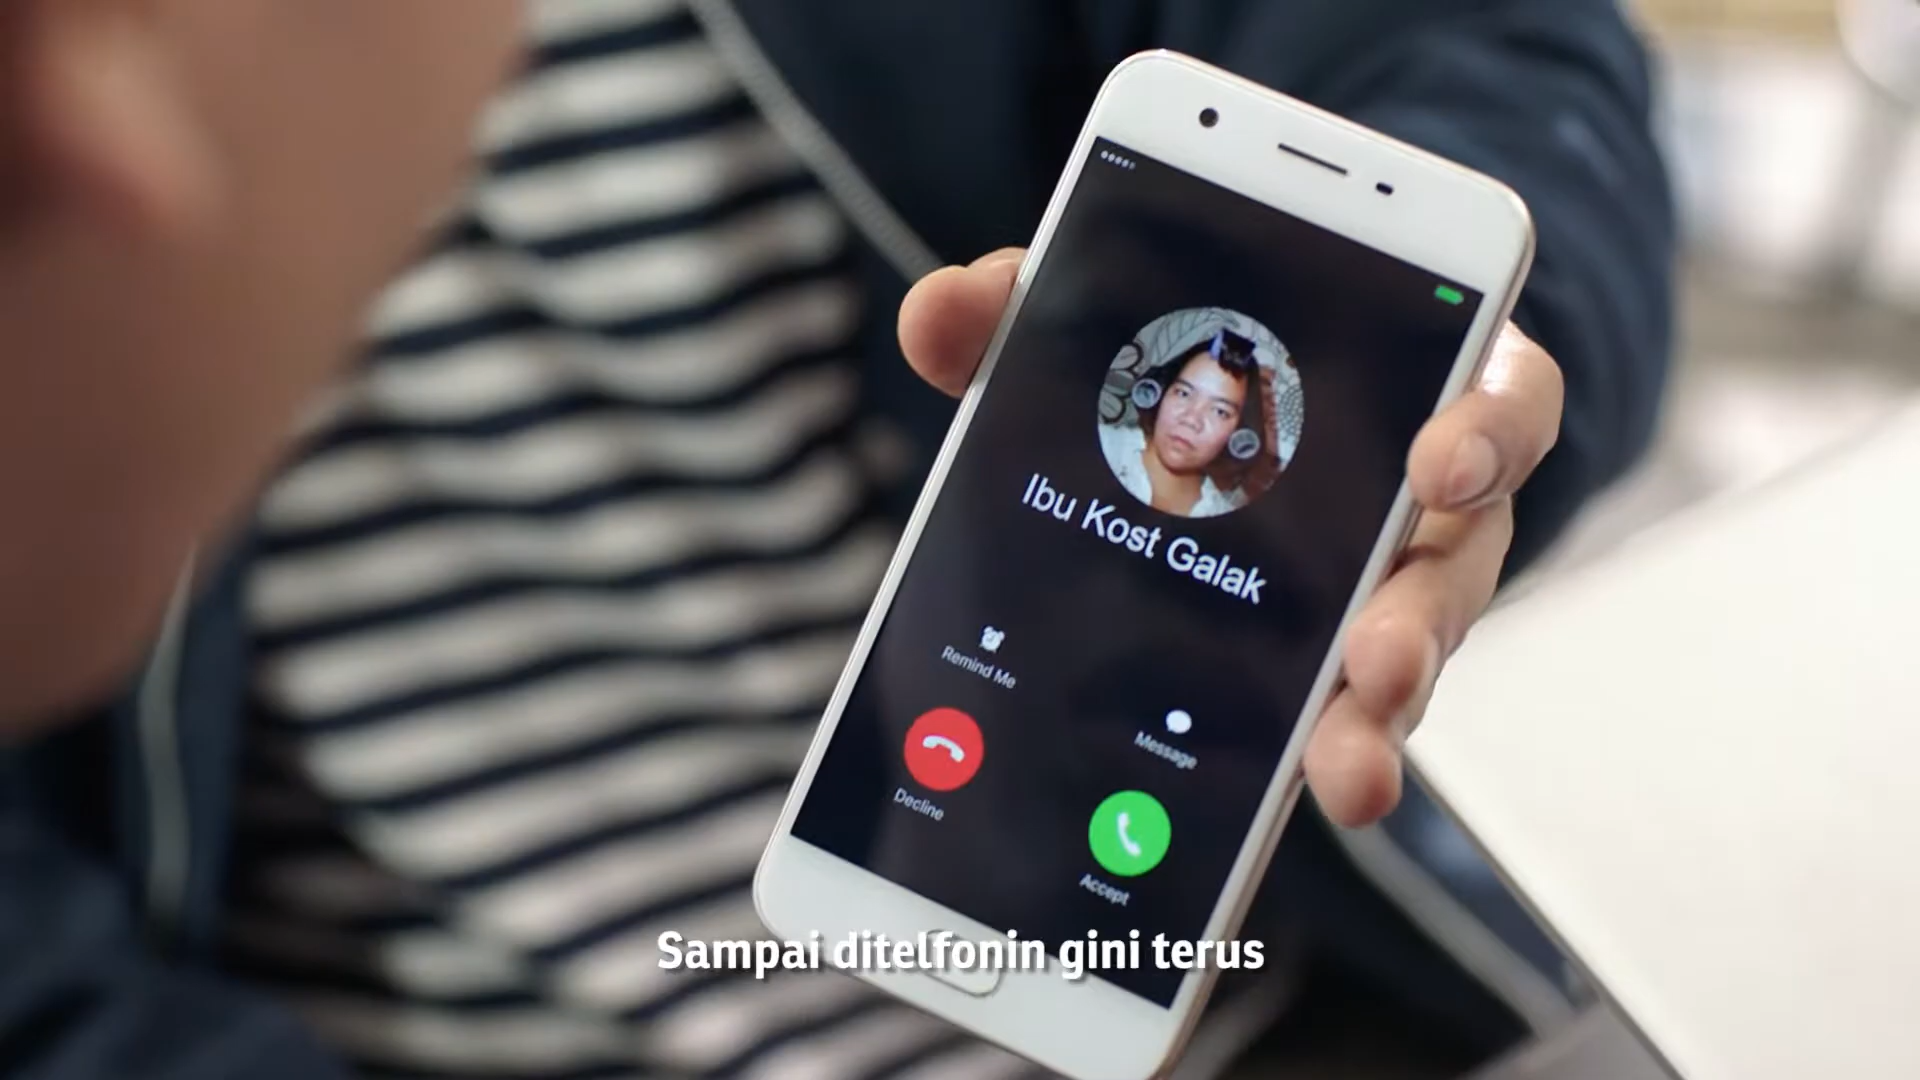 Ibu Kost Galak
Remind Me
Message
Decline
Accept
Sampai ditelfonin gini terus